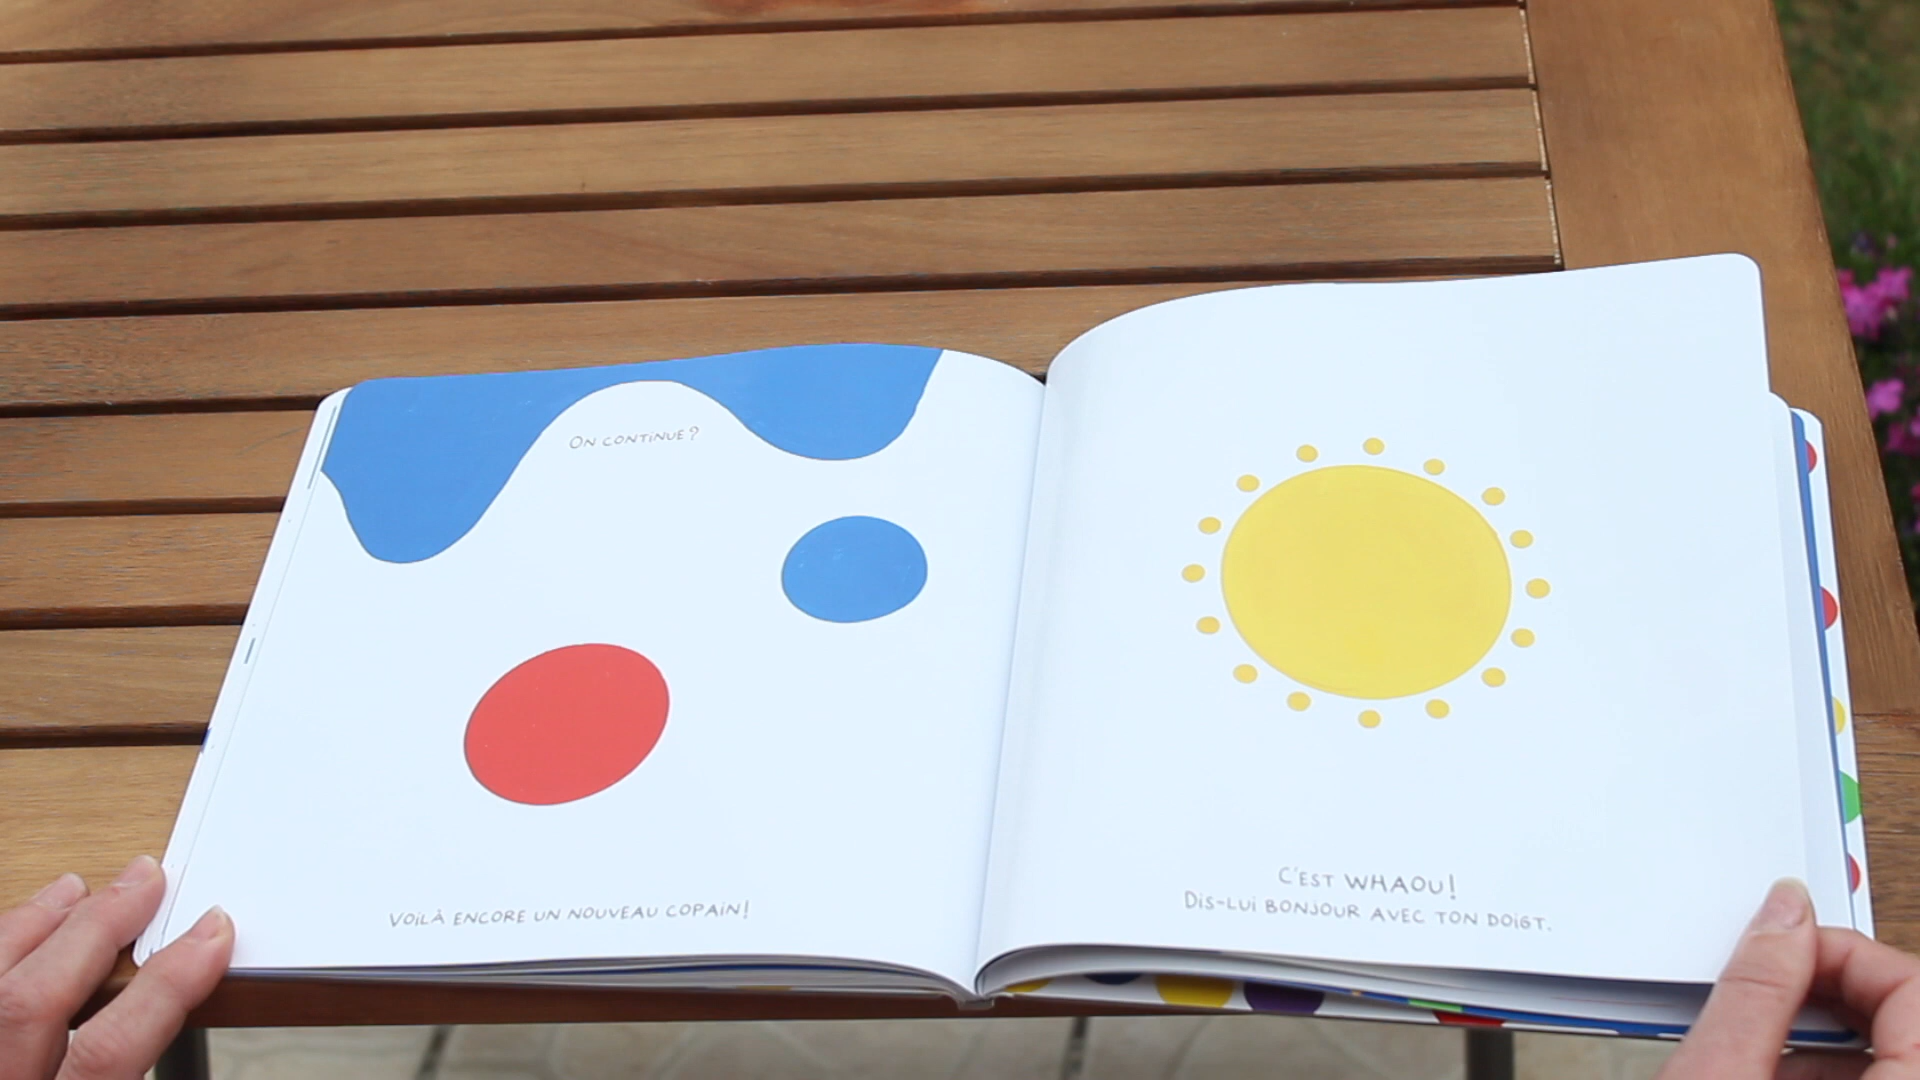 On continue?
Voilà encore un nouveau copain!
C'est WHAOU!
Dis-lui bonjour avec ton doigt.